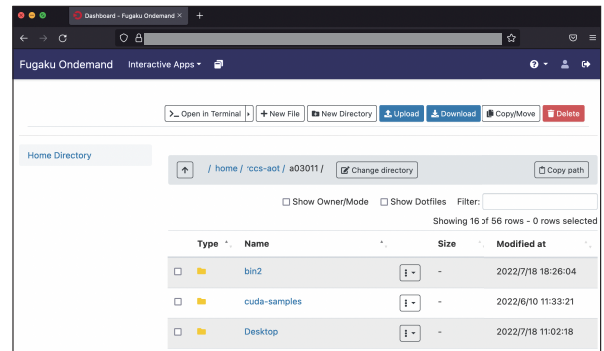 Dashboard - Fugaku Ondemand ×
Fugaku Ondemand Interactive Apps
Open in Terminal New File New Directory Upload Download Copy/Move Delete
Home Directory
/ home / ccs-aot / a03011 / Change directory Copy path
Show Owner/Mode Show Dotfiles Filter:
Showing 16 of 56 rows - 0 rows selected
Type Name Size Modified at
bin2 - 2022/7/18 18:26:04
cuda-samples - 2022/6/10 11:33:21
Desktop - 2022/7/18 11:02:18